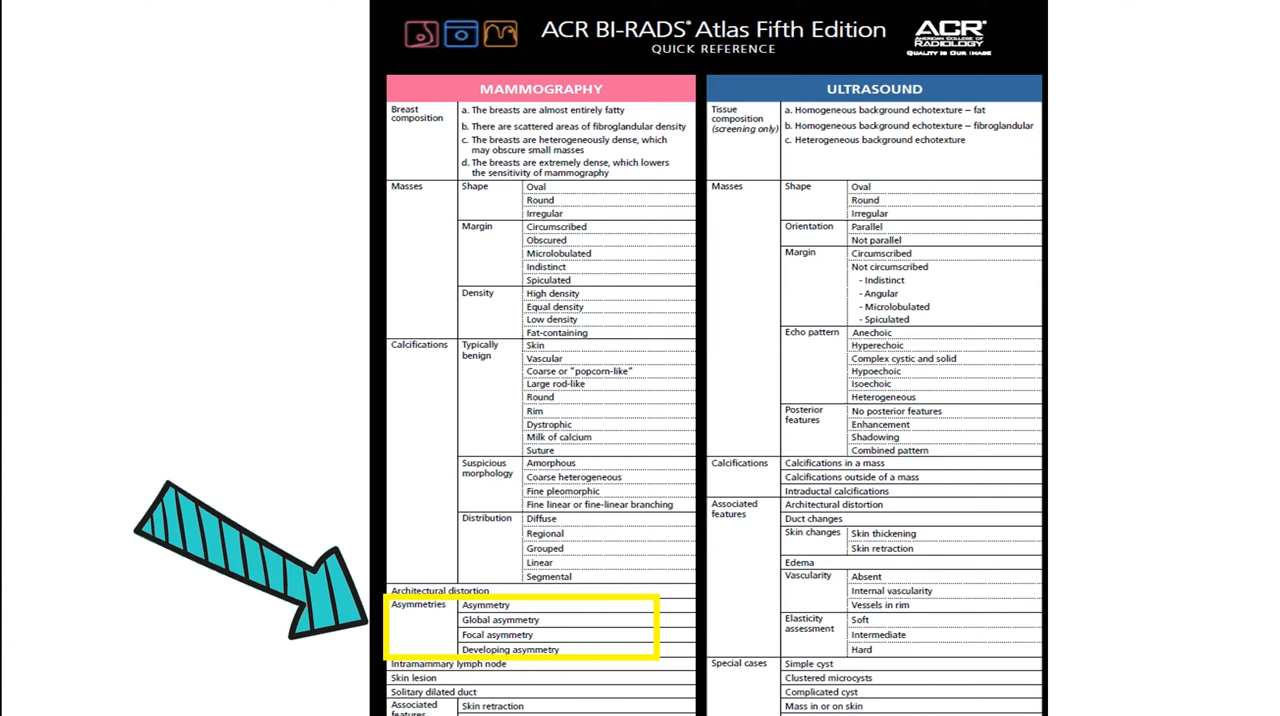 ACR BI-RADS® Atlas Fifth Edition
QUICK REFERENCE
ACR
AMERICAN COLLEGE OF
RADIOLOGY
QUALITY IS OUR IMAGE
MAMMOGRAPHY
Breast composition
a. The breasts are almost entirely fatty
b. There are scattered areas of fibroglandular density
c. The breasts are heterogeneously dense, which
may obscure small masses
d. The breasts are extremely dense, which lowers
the sensitivity of mammography
Masses
Shape
Oval
Round
Irregular
Margin
Circumscribed
Obscured
Microlobulated
Indistinct
Spiculated
Density
High density
Equal density
Low density
Fat-containing
Calcifications
Typically
benign
Skin
Vascular
Coarse or “popcorn-like”
Large rod-like
Round
Rim
Dystrophic
Milk of calcium
Suture
Suspicious
morphology
Amorphous
Coarse heterogeneous
Fine pleomorphic
Fine linear or fine-linear branching
Distribution
Diffuse
Regional
Grouped
Linear
Segmental
Architectural distortion
Asymmetries
Asymmetry
Global asymmetry
Focal asymmetry
Developing asymmetry
Intramammary lymph node
Skin lesion
Solitary dilated duct
Associated
features
Skin retraction
ULTRASOUND
Tissue
composition
(screening only)
a. Homogeneous background echotexture – fat
b. Homogeneous background echotexture – fibroglandular
c. Heterogeneous background echotexture
Masses
Shape
Oval
Round
Irregular
Orientation
Parallel
Not parallel
Margin
Circumscribed
Not circumscribed
- Indistinct
- Angular
- Microlobulated
- Spiculated
Echo pattern
Anechoic
Hyperechoic
Complex cystic and solid
Hypoechoic
Isoechoic
Heterogeneous
Posterior
features
No posterior features
Enhancement
Shadowing
Combined pattern
Calcifications
Calcifications in a mass
Calcifications outside of a mass
Intraductal calcifications
Associated
features
Architectural distortion
Duct changes
Skin changes
Skin thickening
Skin retraction
Edema
Vascularity
Absent
Internal vascularity
Vessels in rim
Elasticity
assessment
Soft
Intermediate
Hard
Special cases
Simple cyst
Clustered microcysts
Complicated cyst
Mass in or on skin